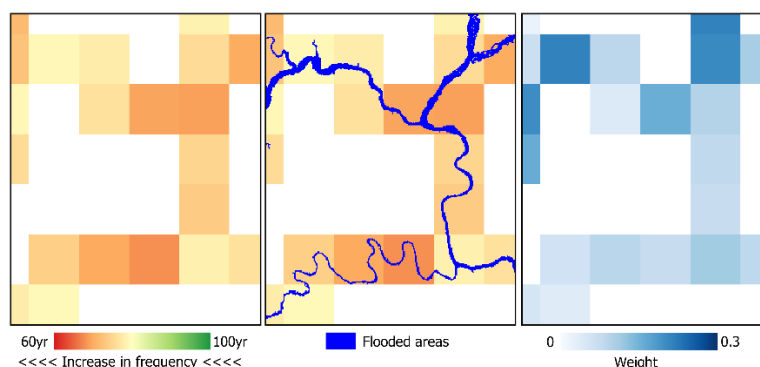 60yr 100yr
<<<< Increase in frequency <<<<
Flooded areas
0 0.3
Weight